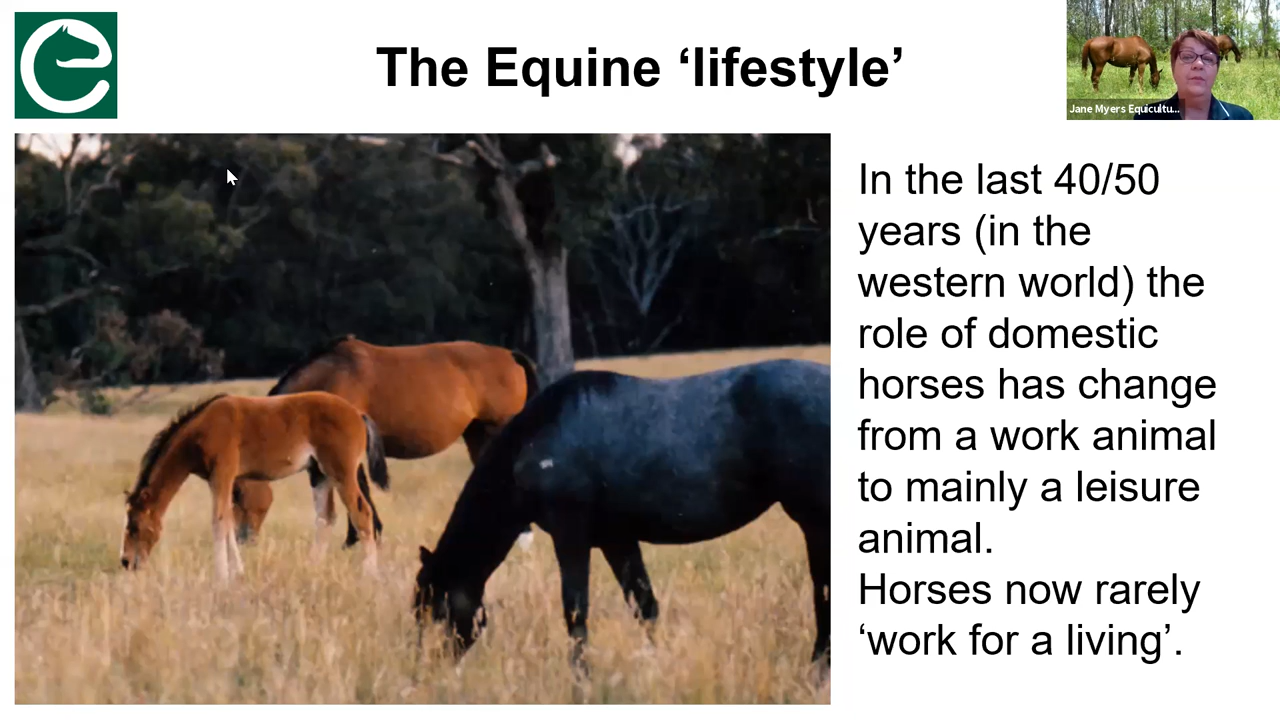 The Equine ‘lifestyle’
Jane Myers Equicultu...
In the last 40/50
years (in the
western world) the
role of domestic
horses has change
from a work animal
to mainly a leisure
animal.
Horses now rarely
‘work for a living’.